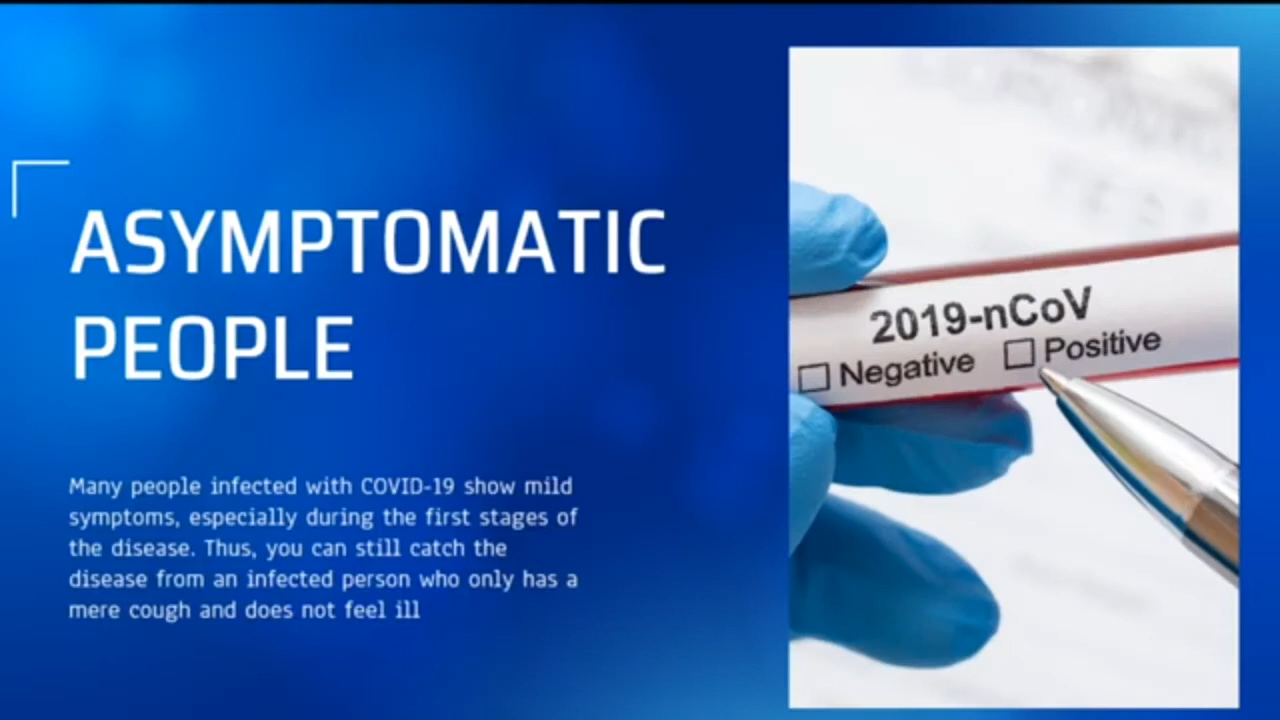 ASYMPTOMATIC
PEOPLE
Many people infected with COVID-19 show mild
symptoms, especially during the first stages of
the disease. Thus, you can still catch the
disease from an infected person who only has a
mere cough and does not feel ill
2019-nCoV
☐ Negative ☐ Positive